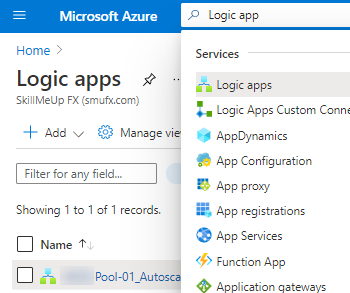 Microsoft Azure
Logic app
Home
Logic apps
SkillMeUp FX (smufx.com)
Add
Manage vie
Filter for any field...
Showing 1 to 1 of 1 records.
Name
Pool-01_Autosca
Services
Logic apps
Logic Apps Custom Conne
AppDynamics
App Configuration
App proxy
App registrations
App Services
Function App
Application gateways